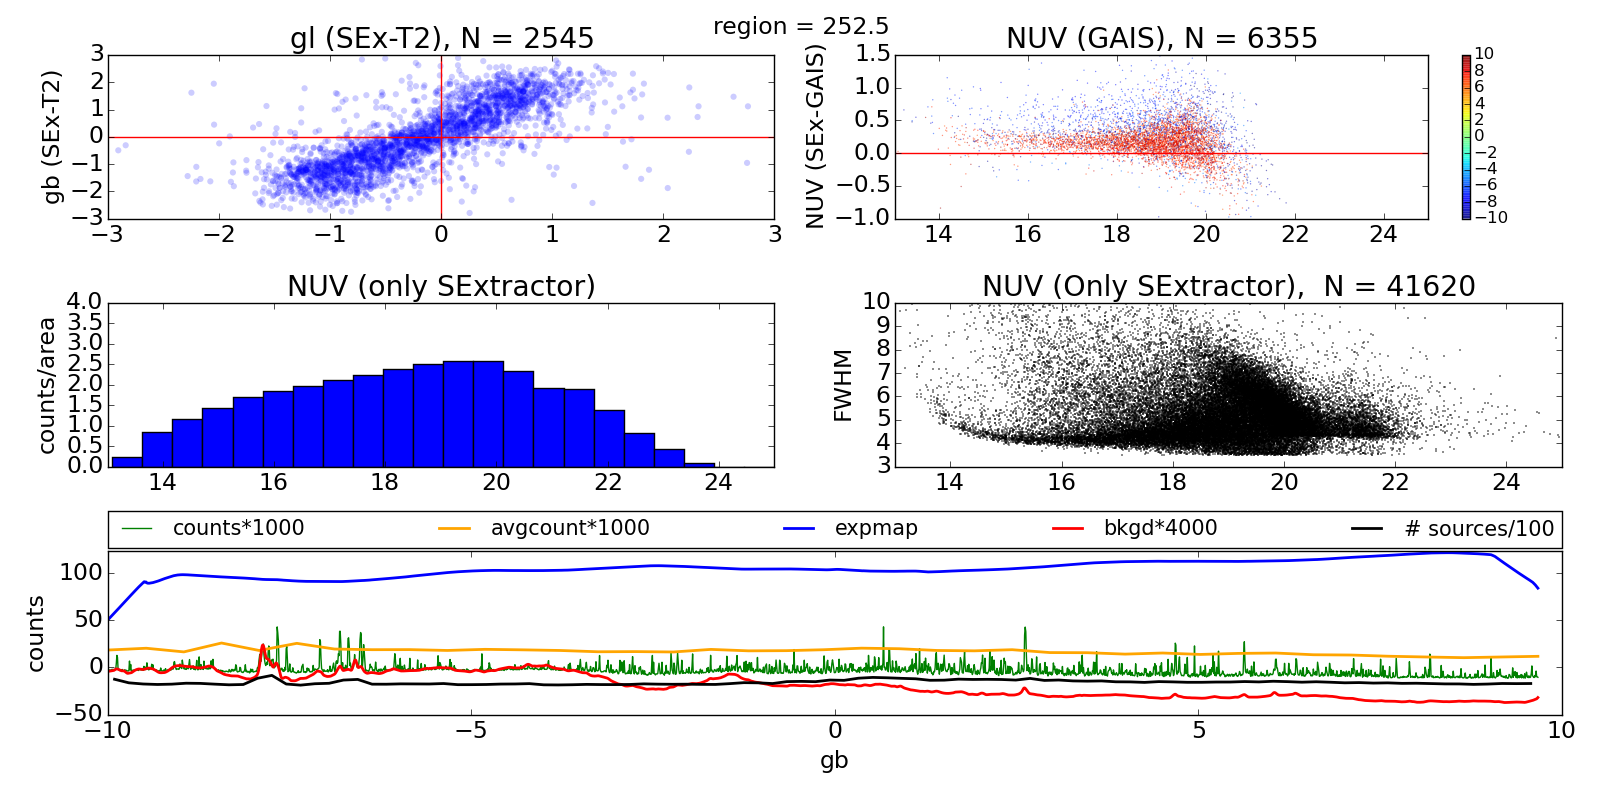 region = 252.5
gl (SEx-T2), N = 2545
gb (SEx-T2)
3
2
1
0
−1
−2
−3
−3 −2 −1 0 1 2 3
NUV (GAIS), N = 6355
NUV (SEx-GAIS)
1.5
1.0
0.5
0.0
−0.5
−1.0
14 16 18 20 22 24
10
8
6
4
2
0
−2
−4
−6
−8
−10
NUV (only SExtractor)
counts/area
4.0
3.5
3.0
2.5
2.0
1.5
1.0
0.5
0.0
14 16 18 20 22 24
NUV (Only SExtractor), N = 41620
FWHM
10
9
8
7
6
5
4
3
14 16 18 20 22 24
counts*1000 avgcount*1000 expmap bkgd*4000 # sources/100
counts
100
50
0
−50
−10 −5 0 5 10
gb